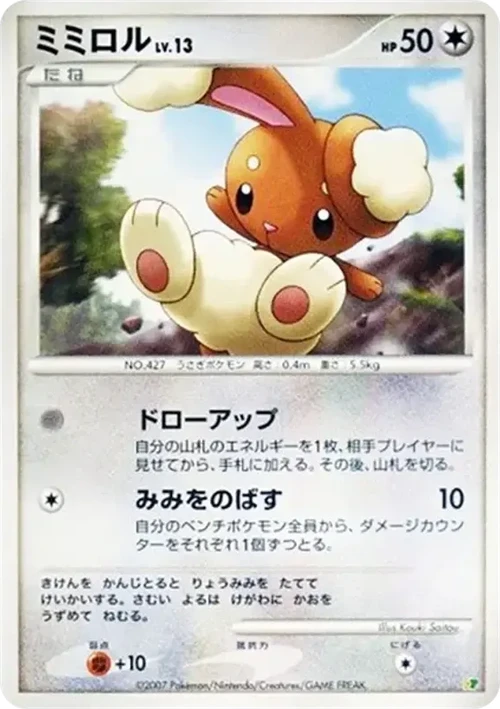 ミミロル LV.13 HP 50
たね
NO.427 うさぎポケモン 高さ:0.4m 重さ:5.5kg
ドローアップ
自分の山札のエネルギーを1枚、相手プレイヤーに
見せてから、手札に加える。その後、山札を切る。
みみをのばす 10
自分のベンチポケモン全員から、ダメージカウン
ターをそれぞれ1個ずつとる。
きけんを かんじとると りょうみみを たてて
けいかいする。さむい よるは けがわに かおを
うずめて ねむる。
Illus. Kouki Saitou
弱点 抵抗力 にげる
+10
©2007 Pokémon/Nintendo/Creatures/GAME FREAK.